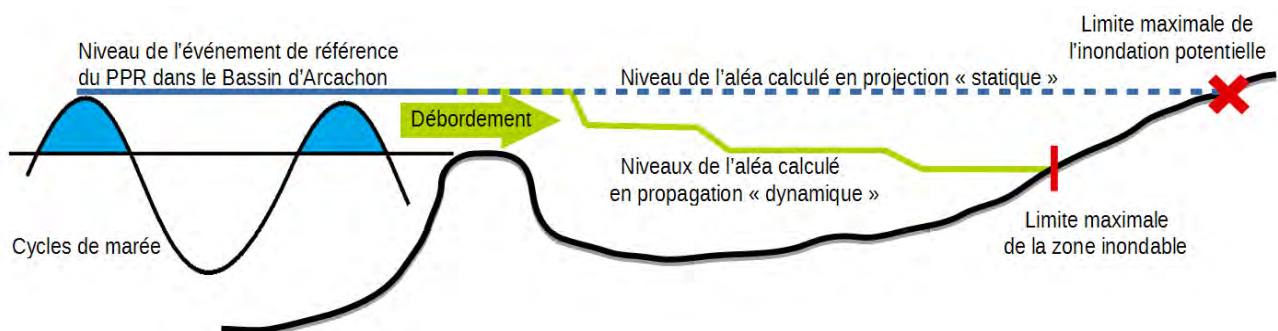 Limite maximale de
l'inondation potentielle
Niveau de l'événement de référence
du PPR dans le Bassin d'Arcachon
Niveau de l'aléa calculé en projection « statique »
Débordement
Niveaux de l'aléa calculé
en propagation « dynamique »
Cycles de marée
Limite maximale
de la zone inondable